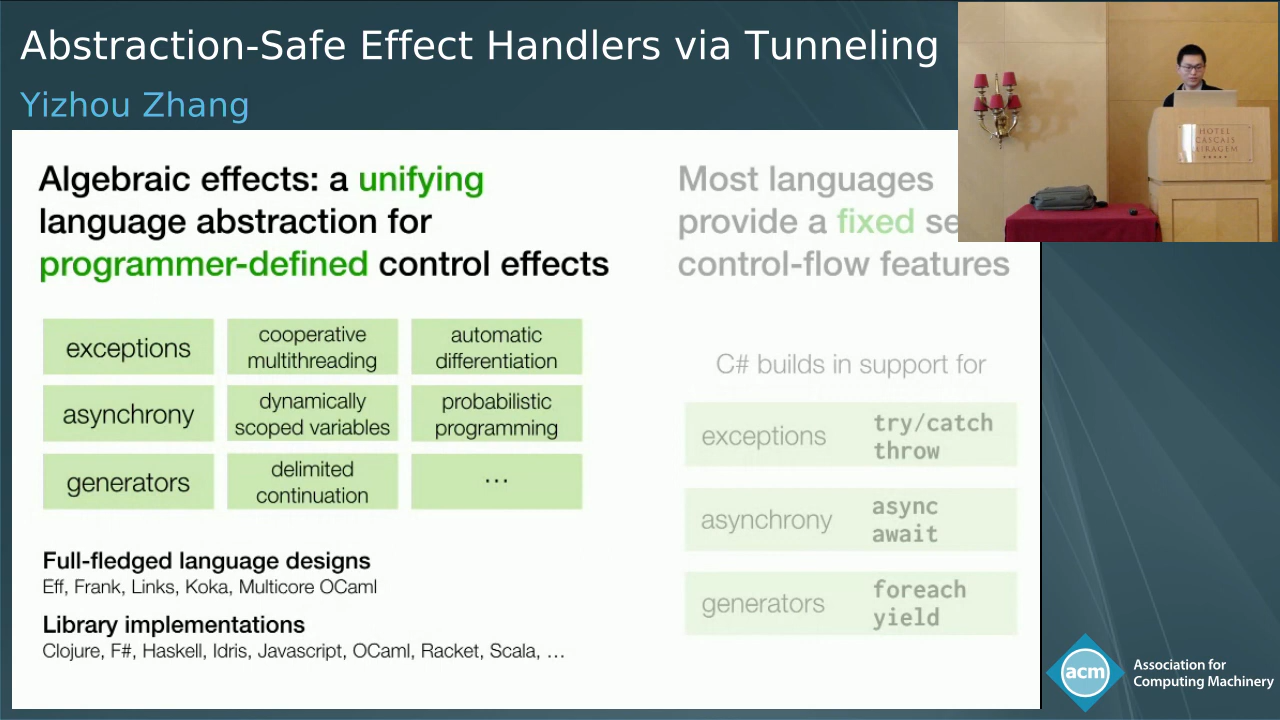 Abstraction-Safe Effect Handlers via Tunneling
Yizhou Zhang
Algebraic effects: a unifying
language abstraction for
programmer-defined control effects
exceptions
cooperative
multithreading
automatic
differentiation
asynchrony
dynamically
scoped variables
probabilistic
programming
generators
delimited
continuation
...
Full-fledged language designs
Eff, Frank, Links, Koka, Multicore OCaml
Library implementations
Clojure, F#, Haskell, Idris, Javascript, OCaml, Racket, Scala, ...
Most languages
provide a fixed se
control-flow features
C# builds in support for
exceptions
try/catch
throw
asynchrony
async
await
generators
foreach
yield
HOTEL
CASCAIS
MIRAGEM
acm
Association for
Computing Machinery